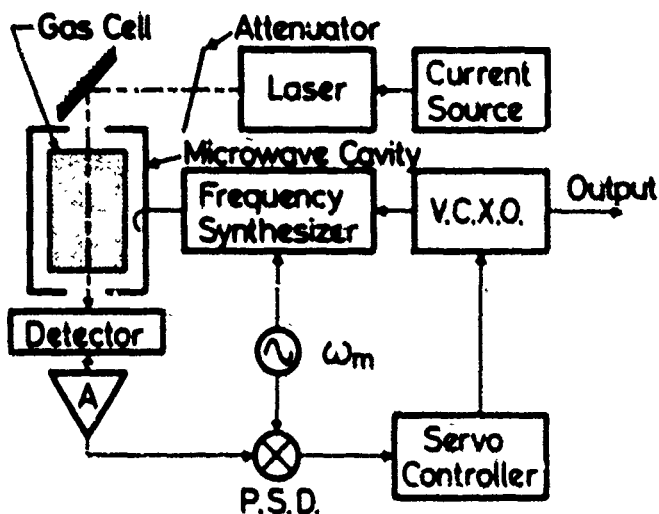 Gas Cell
Attenuator
Laser
Current
Source
Microwave Cavity
Frequency
Synthesizer
V.C.X.O.
Output
Detector
A
ωm
P.S.D.
Servo
Controller